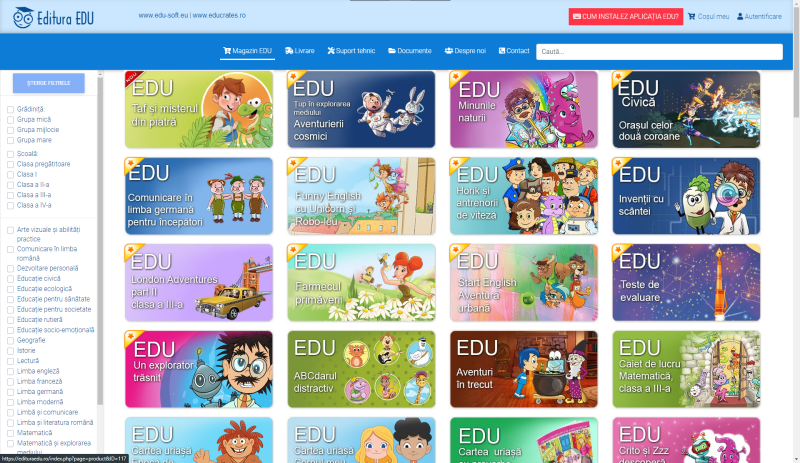 Editura EDU
www.edu-soft.eu | www.educrates.ro
CUM INSTALEZ APLICAȚIA EDU?
Coșul meu
Autentificare
Magazin EDU
Livrare
Suport tehnic
Documente
Despre noi
Contact
Caută...
ȘTERGE FILTRELE
Grădiniță
Grupa mică
Grupa mijlocie
Grupa mare
Școală
Clasa pregătitoare
Clasa I
Clasa a II-a
Clasa a III-a
Clasa a IV-a
Arte vizuale și abilități
practice
Comunicare în limba
română
Dezvoltare personală
Educație civică
Educație ecologică
Educație pentru sănătate
Educație pentru societate
Educație rutieră
Educație socio-emoțională
Geografie
Istorie
Lectură
Limba engleză
Limba franceză
Limba germană
Limba modernă
Limbă și comunicare
Limba și literatura română
Matematică
Matematică și explorarea
mediului
https://edituraedu.ro/index.php?page=product&ID=117
NOU
EDU
Taf și misterul
din piatră
EDU
Țup în explorarea
mediului
Aventurierii
cosmici
EDU
Minunile
naturii
EDU
Civică
Orașul celor
două coroane
EDU
Comunicare în
limba germană
pentru începători
EDU
Funny English
cu Unicorn și
Robo-leu
EDU
Horik și
antrenorii
de viteză
EDU
Invenții cu
scântei
EDU
London Adventures
part II
clasa a III-a
EDU
Farmecul
primăverii
EDU
Start English
Aventură
urbană
EDU
Teste de
evaluare
EDU
Un explorator
trăsnit
EDU
ABCdarul
distractiv
EDU
Aventuri
în trecut
EDU
Caiet de lucru
Matematică,
clasa a III-a
EDU
Cartea uriașă
EDU
Cartea uriașă
EDU
Cartea uriașă
EDU
Crito și Zzz
descoperă